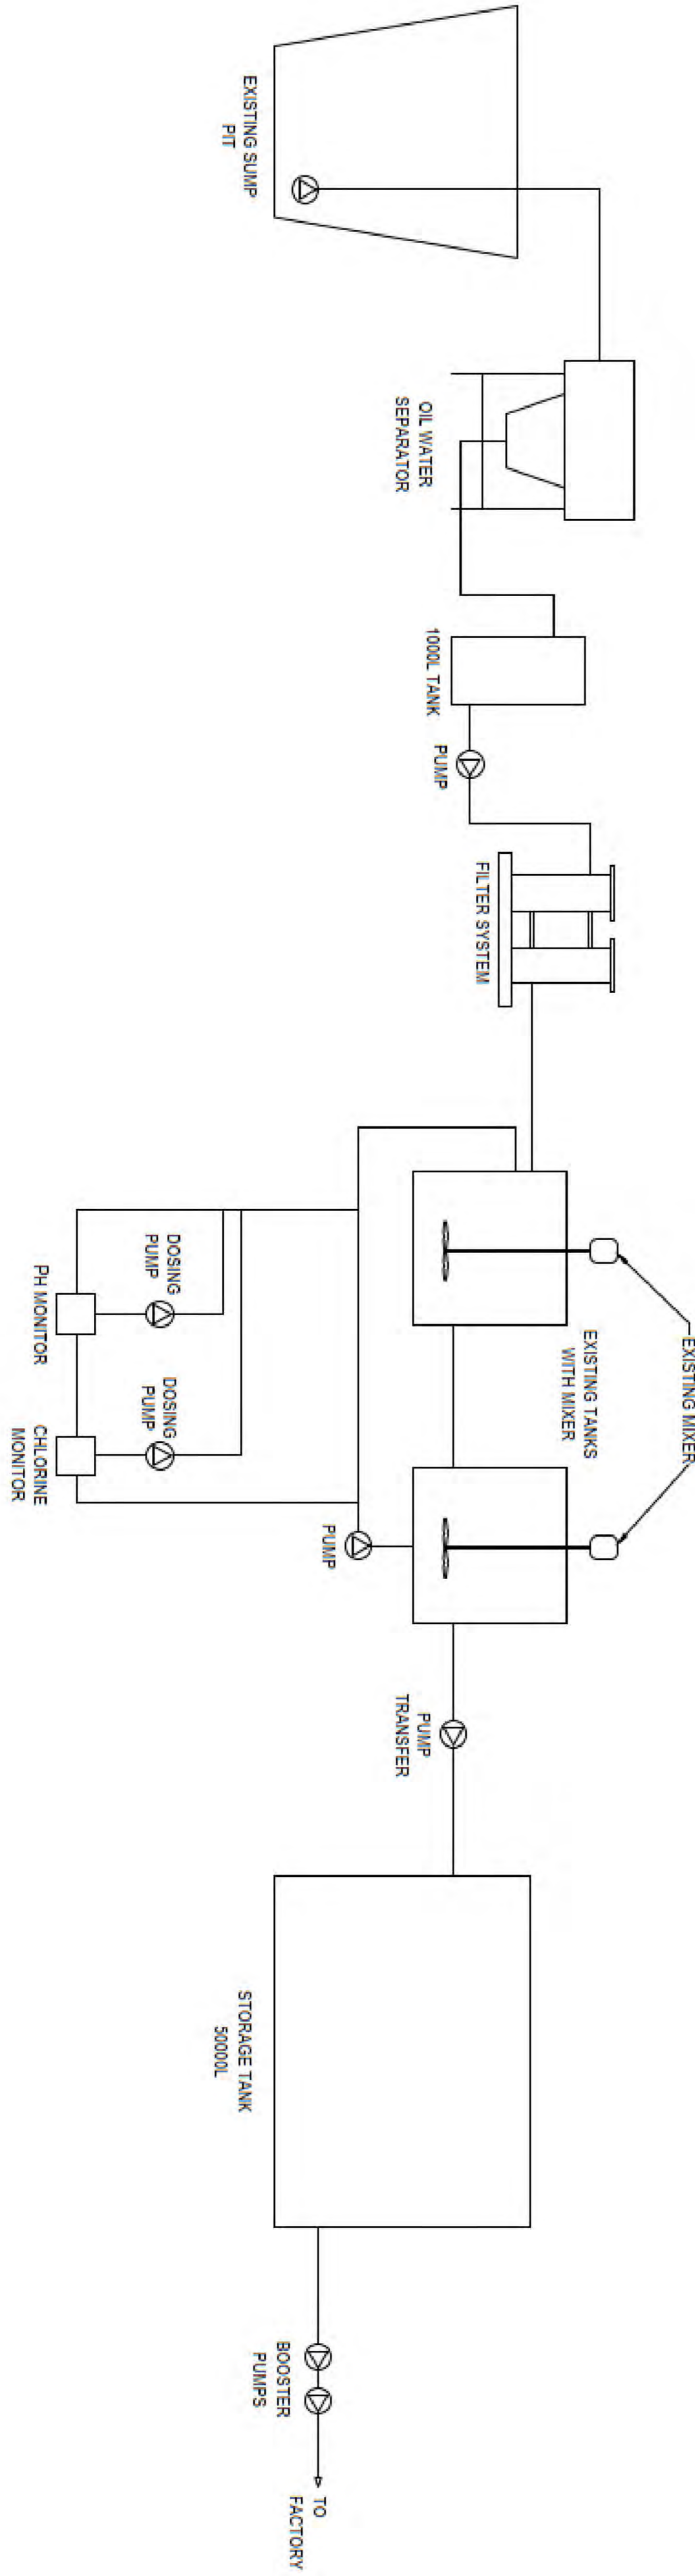 EXISTING SUMP
PIT
OIL WATER
SEPARATOR
1000L TANK
PUMP
FILTER SYSTEM
EXISTING MIXER
EXISTING TANKS
WITH MIXER
DOSING
PUMP
PH MONITOR
DOSING
PUMP
CHLORINE
MONITOR
PUMP
PUMP
TRANSFER
STORAGE TANK
50000L
BOOSTER
PUMPS
TO
FACTORY